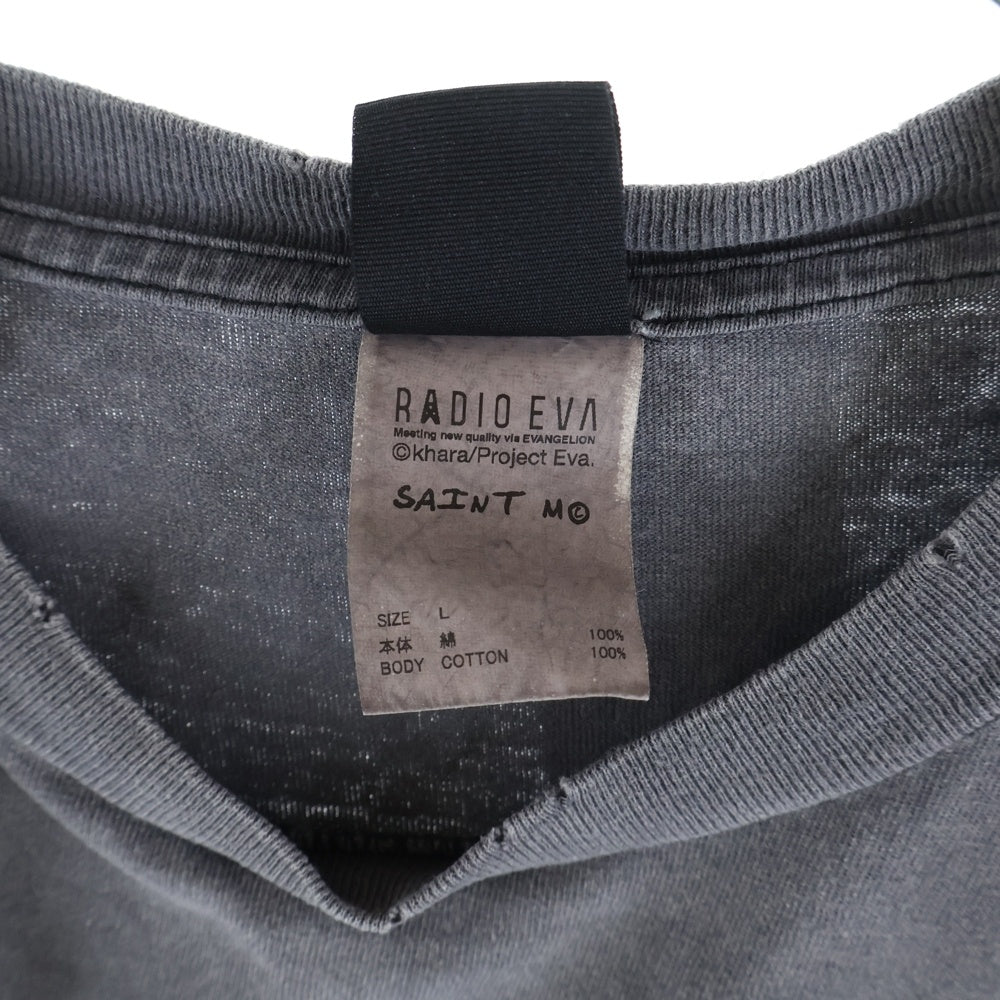 RADIO EVA
Meeting new quality via EVANGELION
©khara/Project Eva.
SAINT M©
SIZE L
本体 綿 100%
BODY COTTON 100%